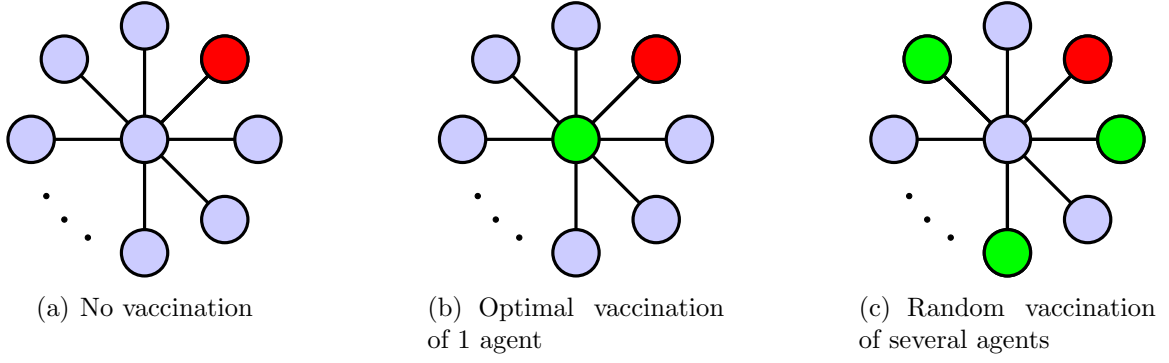 (a) No vaccination
(b) Optimal vaccination
of 1 agent
(c) Random vaccination
of several agents